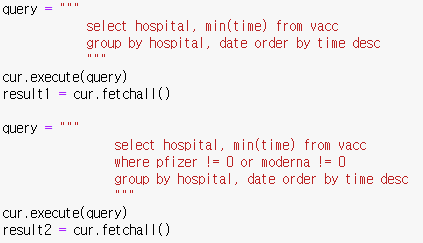 query = """
select hospital, min(time) from vacc
group by hospital, date order by time desc
"""
cur.execute(query)
result1 = cur.fetchall()
query = """
select hospital, min(time) from vacc
where pfizer != 0 or moderna != 0
group by hospital, date order by time desc
"""
cur.execute(query)
result2 = cur.fetchall()